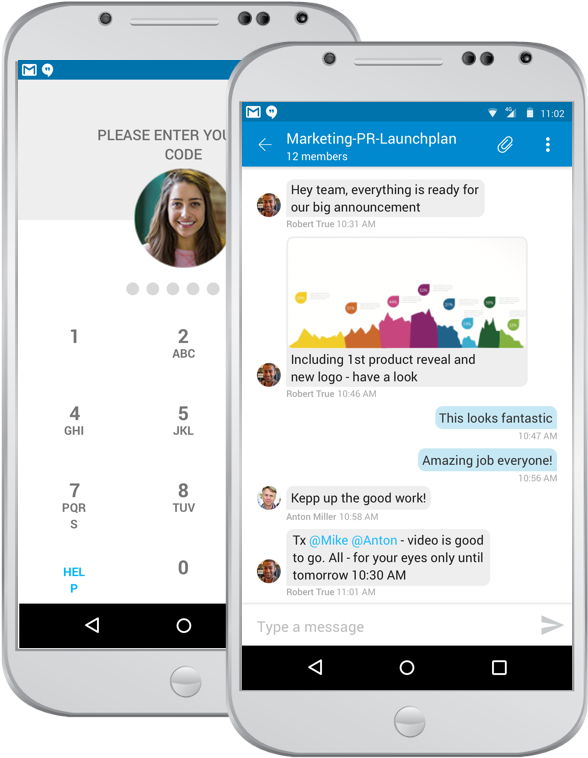 PLEASE ENTER YOU
CODE
1
2
ABC
4
GHI
5
JKL
7
PQR
S
8
TUV
HEL
P
0
4G
11:02
Marketing-PR-Launchplan
12 members
Hey team, everything is ready for
our big announcement
Robert True 10:31 AM
Including 1st product reveal and
new logo - have a look
Robert True 10:46 AM
This looks fantastic
10:47 AM
Amazing job everyone!
10:56 AM
Kepp up the good work!
Anton Miller 10:58 AM
Tx @Mike @Anton - video is good
to go. All - for your eyes only until
tomorrow 10:30 AM
Robert True 11:01 AM
Type a message